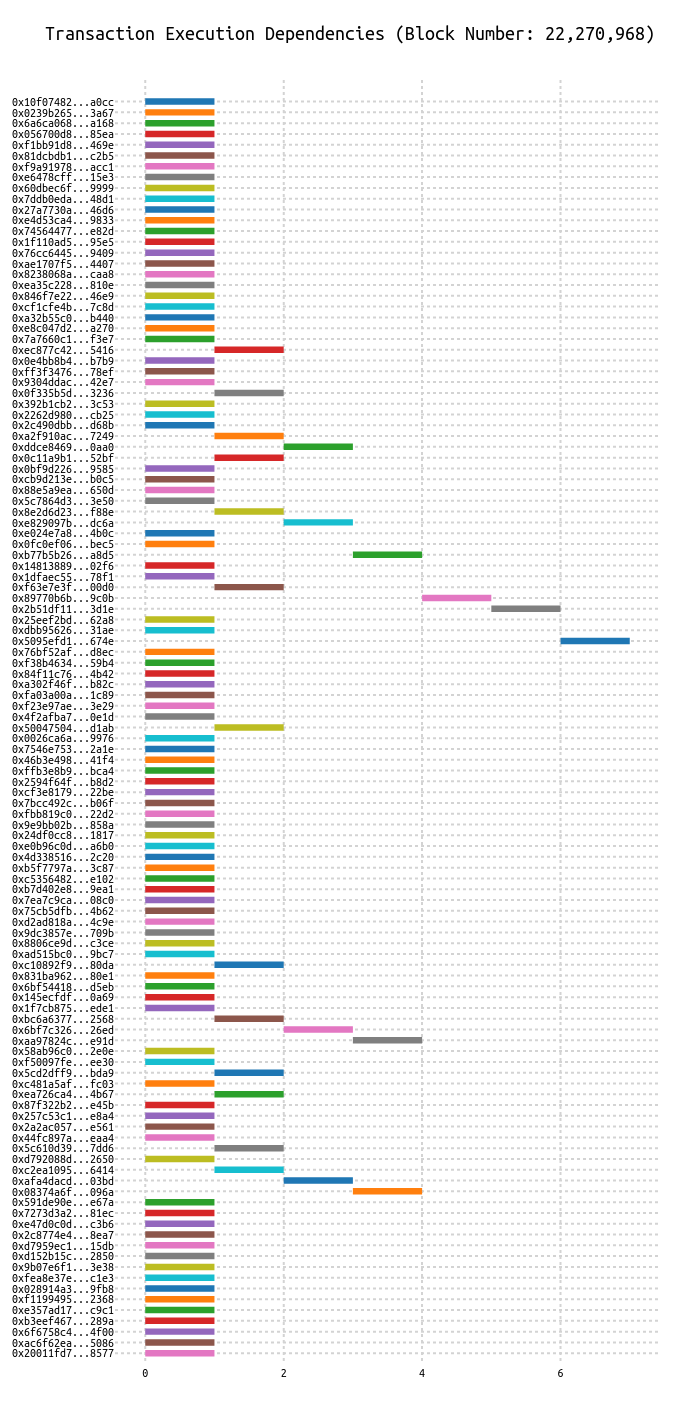 Transaction Execution Dependencies (Block Number: 22,270,968)
0x10f07482...a0cc
0x0239b265...3a67
0x6a6ca068...a168
0x056700d8...85ea
0xf1bb91d8...469e
0x81dcbdb1...c2b5
0xf9a91978...acc1
0xe6478cff...15e3
0x60dbec6f...9999
0x7ddb0eda...48d1
0x27a7730a...46d6
0xe4d53ca4...9833
0x74564477...e82d
0x1f110ad5...95e5
0x76cc6445...9409
0xae1707f5...4407
0x8238068a...caa8
0xea35c228...810e
0x846f7e22...46e9
0xcf1cfe4b...7c8d
0xa32b55c0...b440
0xe8c047d2...a270
0x7a7660c1...f3e7
0xec877c42...5416
0x0e4bb8b4...b7b9
0xff3f3476...78ef
0x9304ddac...42e7
0x0f335b5d...3236
0x392b1cb2...3c53
0x2262d980...cb25
0x2c490dbb...d68b
0xa2f910ac...7249
0xddce8469...0aa0
0x0c11a9b1...52bf
0x0bf9d226...9585
0xcb9d213e...b0c5
0x88e5a9ea...650d
0x5c7864d3...3e50
0x8e2d6d23...f88e
0xe829097b...dc6a
0xe024e7a8...4b0c
0x0fc0ef06...bec5
0xb77b5b26...a8d5
0x14813889...02f6
0x1dfaec55...78f1
0xf63e7e3f...00d0
0x89770b6b...9c0b
0x2b51df11...3d1e
0x25eef2bd...62a8
0xdbb95626...31ae
0x5095efd1...674e
0x76bf52af...d8ec
0xf38b4634...59b4
0x84f11c76...4b42
0xa302f46f...b82c
0xfa03a00a...1c89
0xf23e97ae...3e29
0x4f2afba7...0e1d
0x50047504...d1ab
0x0026ca6a...9976
0x7546e753...2a1e
0x46b3e498...41f4
0xffb3e8b9...bca4
0x2594f64f...b8d2
0xcf3e8179...22be
0x7bcc492c...b06f
0xfbb819c0...22d2
0x9e9bb02b...858a
0x24df0cc8...1817
0xe0b96c0d...a6b0
0x4d338516...2c20
0xb5f7797a...3c87
0xc5356482...e102
0xb7d402e8...9ea1
0x7ea7c9ca...08c0
0x75cb5dfb...4b62
0xd2ad818a...4c9e
0x9dc3857e...709b
0x8806ce9d...c3ce
0xad515bc0...9bc7
0xc10892f9...80da
0x831ba962...80e1
0x6bf54418...d5eb
0x145ecfdf...0a69
0x1f7cb875...ede1
0xbc6a6377...2568
0x6bf7c326...26ed
0xaa97824c...e91d
0x58ab96c0...2e0e
0xf50097fe...ee30
0x5cd2dff9...bda9
0xc481a5af...fc03
0xea726ca4...4b67
0x87f322b2...e45b
0x257c53c1...e8a4
0x2a2ac057...e561
0x44fc897a...eaa4
0x5c610d39...7dd6
0xd792088d...2650
0xc2ea1095...6414
0xafa4dacd...03bd
0x08374a6f...096a
0x591de90e...e67a
0x7273d3a2...81ec
0xe47d0c0d...c3b6
0x2c8774e4...8ea7
0xd7959ec1...15db
0xd152b15c...2850
0x9b07e6f1...3e38
0xfea8e37e...c1e3
0x028914a3...9fb8
0xf1199495...2368
0xe357ad17...c9c1
0xb3eef467...289a
0x6f6758c4...4f00
0xac6f62ea...5086
0x20011fd7...8577
0 2 4 6